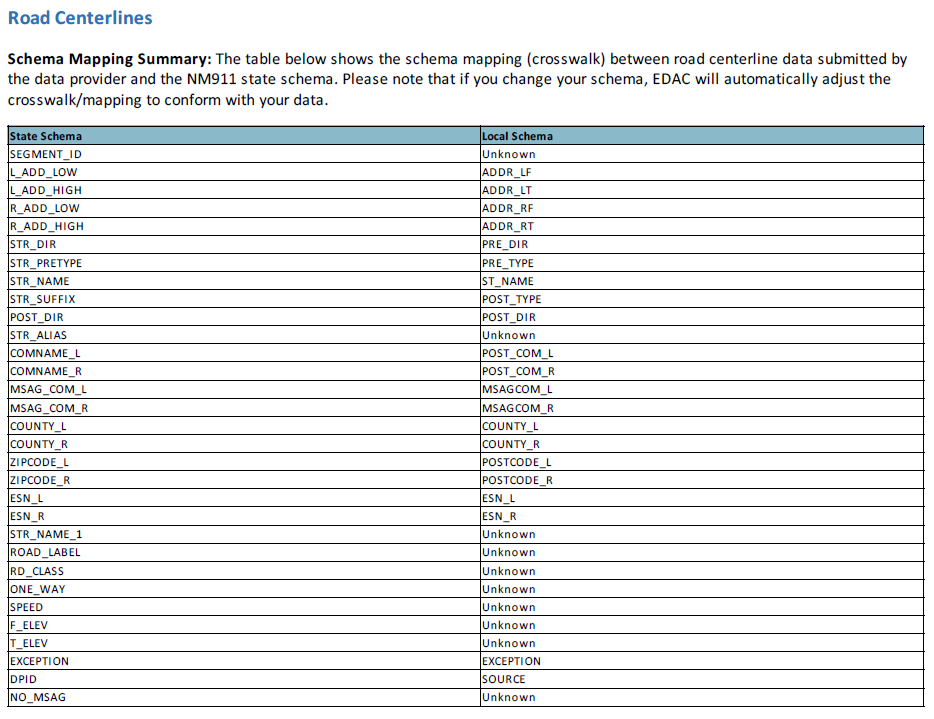 Road Centerlines
Schema Mapping Summary: The table below shows the schema mapping (crosswalk) between road centerline data submitted by
the data provider and the NM911 state schema. Please note that if you change your schema, EDAC will automatically adjust the
crosswalk/mapping to conform with your data.
State Schema Local Schema
SEGMENT_ID Unknown
L_ADD_LOW ADDR_LF
L_ADD_HIGH ADDR_LT
R_ADD_LOW ADDR_RF
R_ADD_HIGH ADDR_RT
STR_DIR PRE_DIR
STR_PRETYPE PRE_TYPE
STR_NAME ST_NAME
STR_SUFFIX POST_TYPE
POST_DIR POST_DIR
STR_ALIAS Unknown
COMNAME_L POST_COM_L
COMNAME_R POST_COM_R
MSAG_COM_L MSAGCOM_L
MSAG_COM_R MSAGCOM_R
COUNTY_L COUNTY_L
COUNTY_R COUNTY_R
ZIPCODE_L POSTCODE_L
ZIPCODE_R POSTCODE_R
ESN_L ESN_L
ESN_R ESN_R
STR_NAME_1 Unknown
ROAD_LABEL Unknown
RD_CLASS Unknown
ONE_WAY Unknown
SPEED Unknown
F_ELEV Unknown
T_ELEV Unknown
EXCEPTION EXCEPTION
DPID SOURCE
NO_MSAG Unknown